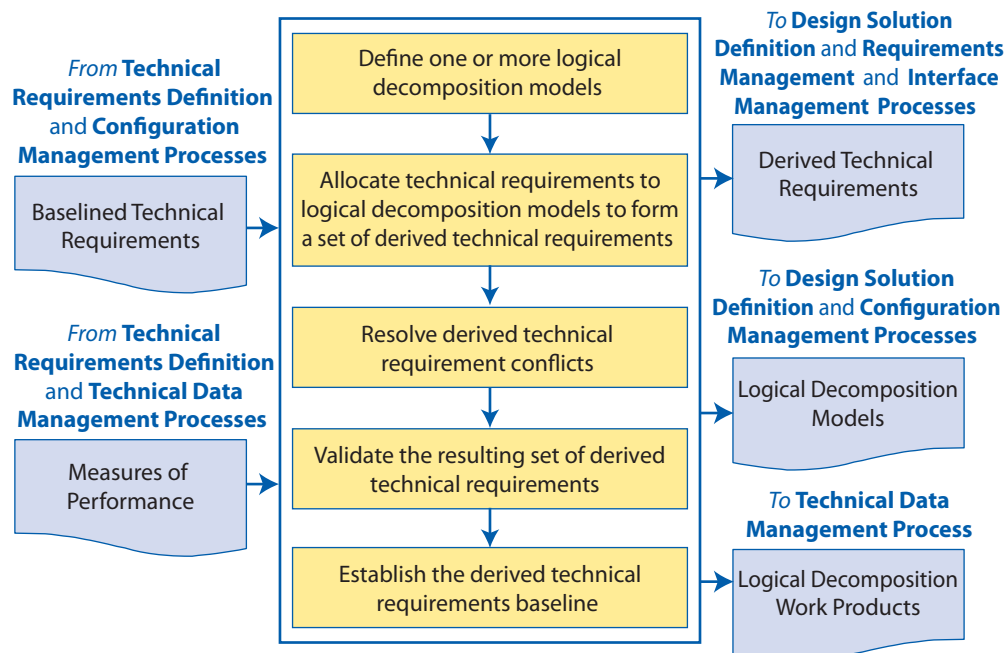 From Technical
Requirements Definition
and Configuration
Management Processes
Baselined Technical
Requirements
From Technical
Requirements Definition
and Technical Data
Management Processes
Measures of
Performance
Define one or more logical
decomposition models
Allocate technical requirements to
logical decomposition models to form
a set of derived technical requirements
Resolve derived technical
requirement conflicts
Validate the resulting set of derived
technical requirements
Establish the derived technical
requirements baseline
To Design Solution
Definition and Requirements
Management and Interface
Management Processes
Derived Technical
Requirements
To Design Solution
Definition and Configuration
Management Processes
Logical Decomposition
Models
To Technical Data
Management Process
Logical Decomposition
Work Products